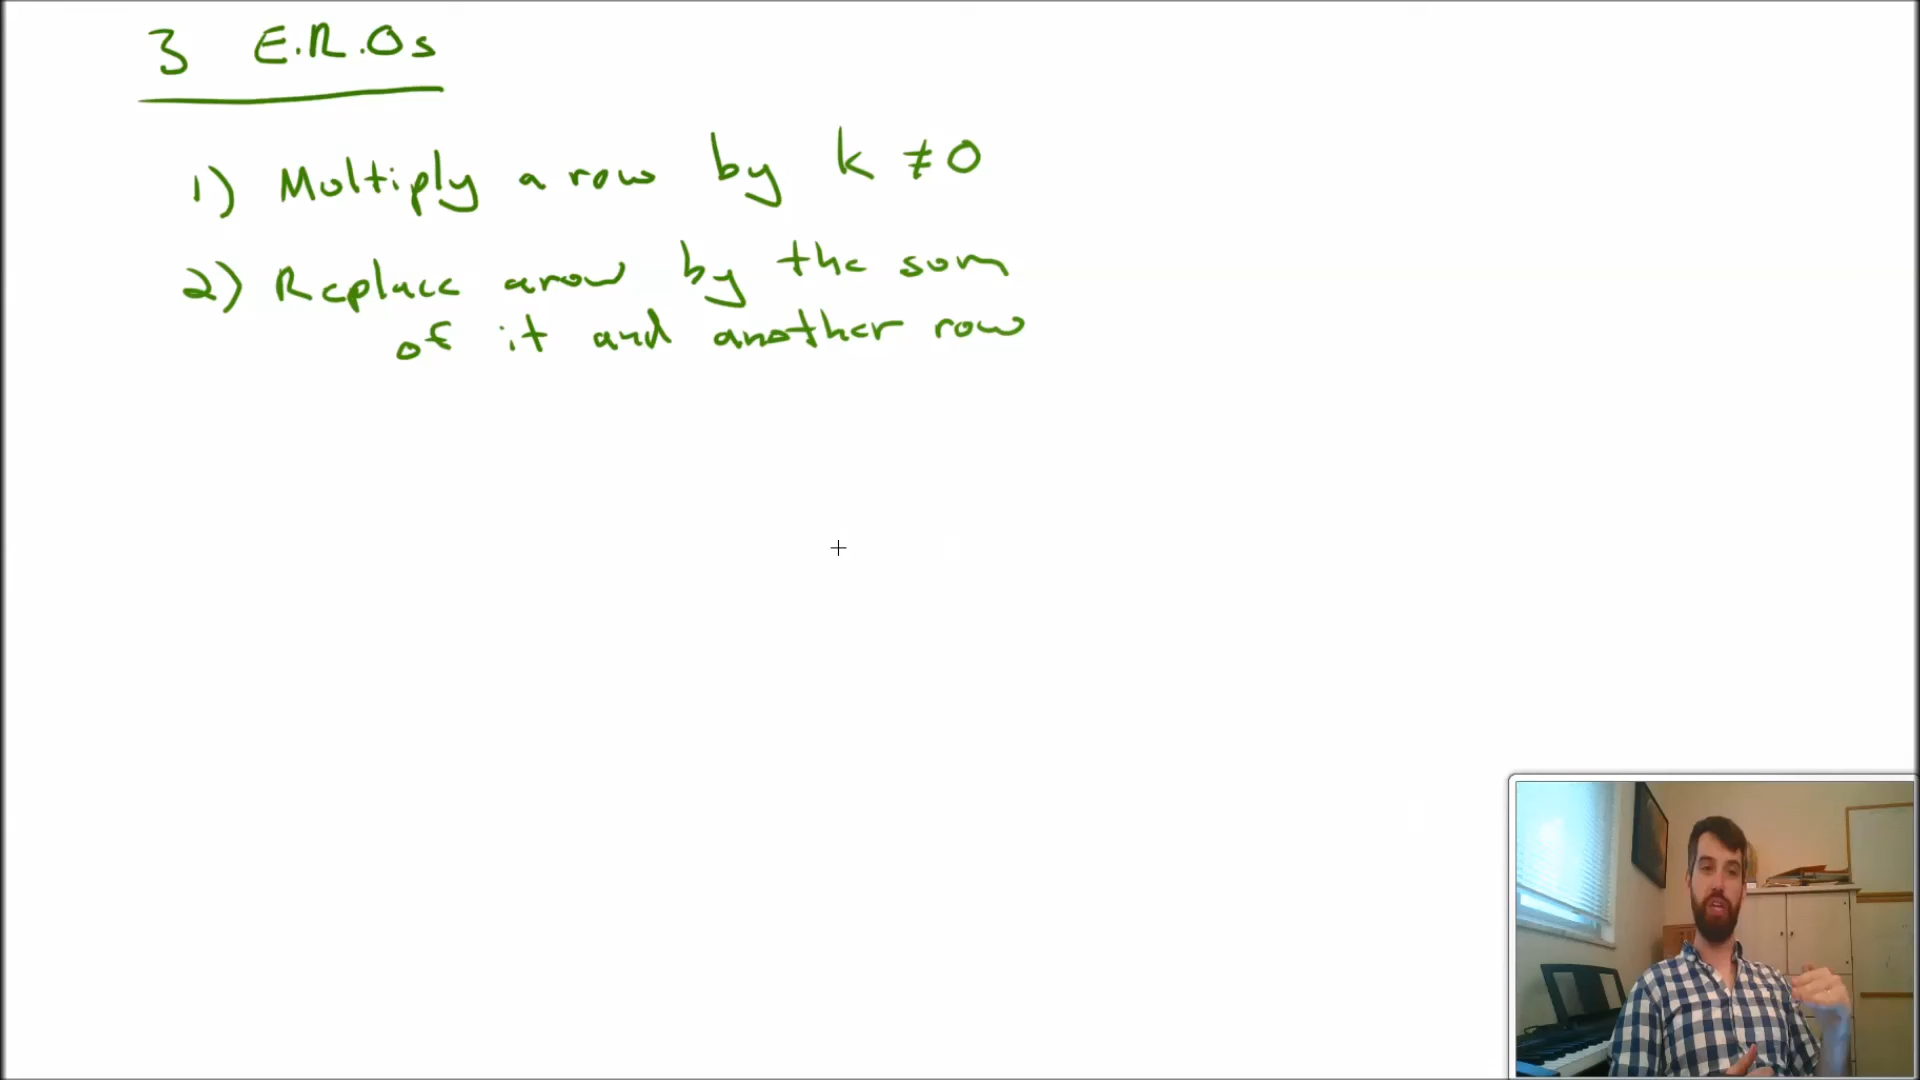 3 E.R.Os
1) Multiply a row by k ≠ 0
2) Replace a row by the sum
of it and another row